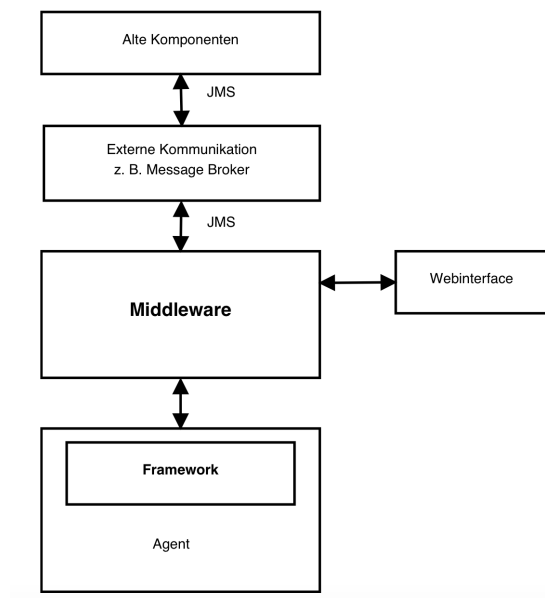 Alte Komponenten
JMS
Externe Kommunikation
z. B. Message Broker
JMS
Middleware
Webinterface
Framework
Agent